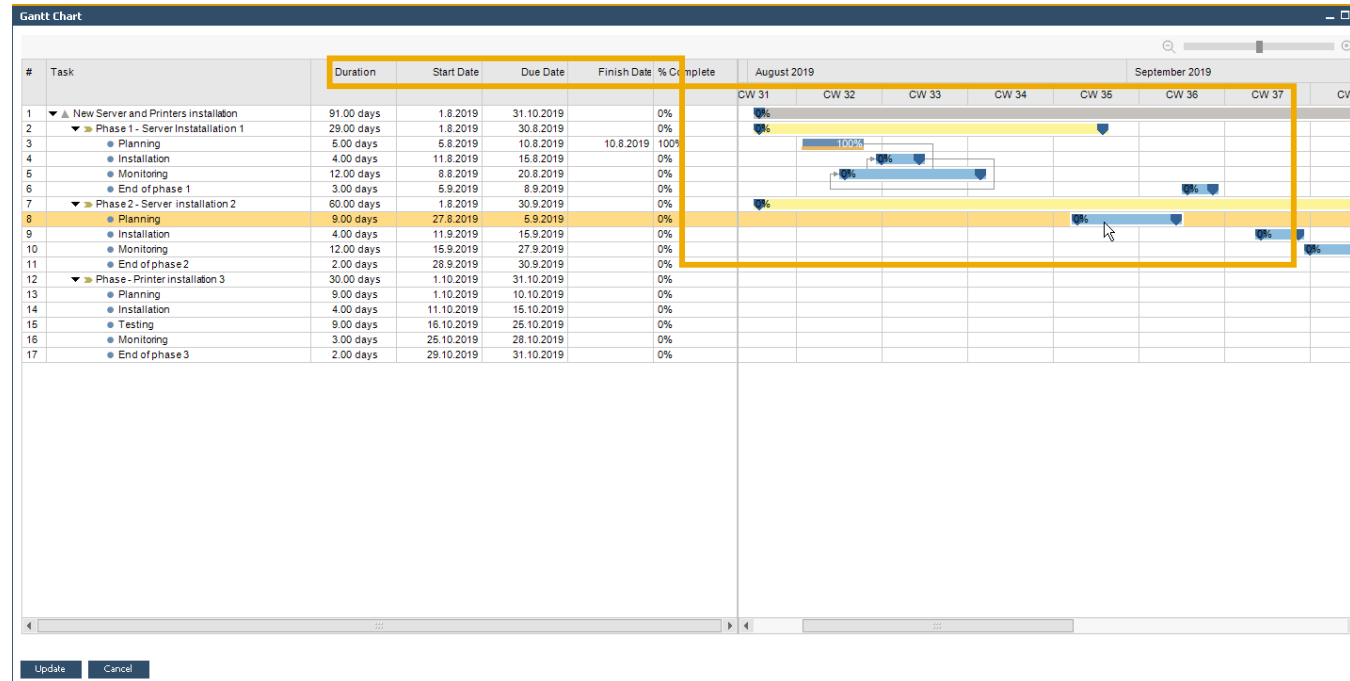 Gantt Chart
# Task Duration Start Date Due Date Finish Date % Complete August 2019 September 2019
CW 31 CW 32 CW 33 CW 34 CW 35 CW 36 CW 37
1 New Server and Printers installation 91.00 days 1.8.2019 31.10.2019 0% 0%
2 Phase 1 - Server Instatallation 1 29.00 days 1.8.2019 30.8.2019 0% 0%
3 Planning 5.00 days 5.8.2019 10.8.2019 10.8.2019 100% 100%
4 Installation 4.00 days 11.8.2019 15.8.2019 0% 0%
5 Monitoring 12.00 days 8.8.2019 20.8.2019 0% 0%
6 End of phase 1 3.00 days 5.9.2019 8.9.2019 0% 0%
7 Phase 2 - Server installation 2 60.00 days 1.8.2019 30.9.2019 0% 0%
8 Planning 9.00 days 27.8.2019 5.9.2019 0% 0%
9 Installation 4.00 days 11.9.2019 15.9.2019 0% 0%
10 Monitoring 12.00 days 15.9.2019 27.9.2019 0% 0%
11 End of phase 2 2.00 days 28.9.2019 30.9.2019 0%
12 Phase - Printer installation 3 30.00 days 1.10.2019 31.10.2019 0%
13 Planning 9.00 days 1.10.2019 10.10.2019 0%
14 Installation 4.00 days 11.10.2019 15.10.2019 0%
15 Testing 9.00 days 16.10.2019 25.10.2019 0%
16 Monitoring 3.00 days 25.10.2019 28.10.2019 0%
17 End of phase 3 2.00 days 29.10.2019 31.10.2019 0%
Update Cancel